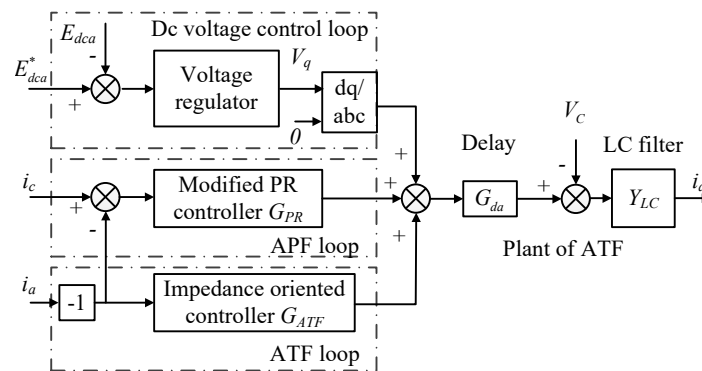 E_dca
Dc voltage control loop
E*_dca
-
+
Voltage
regulator
V_q
0
dq/
abc
+
i_c
+
-
Modified PR
controller G_PR
APF loop
+
+
Delay
G_da
V_C
-
+
LC filter
Y_LC
Plant of ATF
i_a
-1
Impedance oriented
controller G_ATF
ATF loop